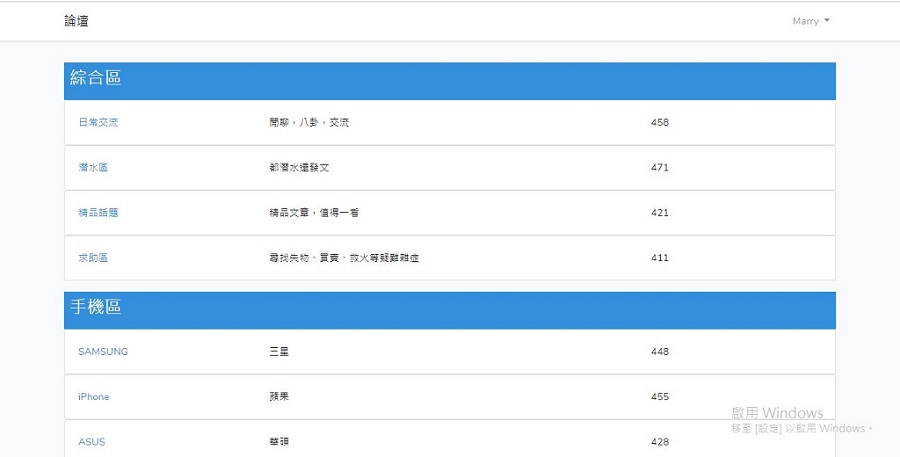 論壇
Marry
綜合區
日常交流 閒聊，八卦，交流 458
潛水區 都潛水還發文 471
精品話題 精品文章，值得一看 421
求助區 尋找失物、買賣、救火等疑難雜症 411
手機區
SAMSUNG 三星 448
iPhone 蘋果 455
ASUS 華碩 428
啟用 Windows
移至 [設定] 以啟用 Windows。